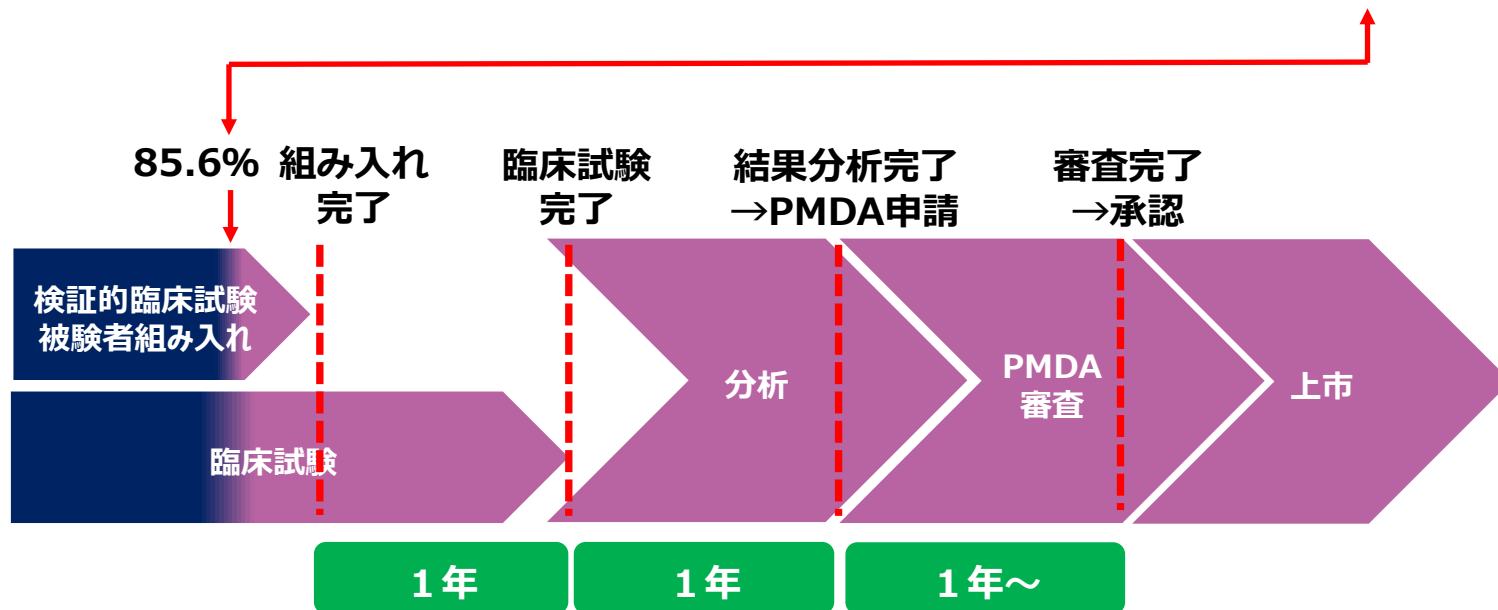 85.6%
組み入れ
完了
臨床試験
完了
結果分析完了
→PMDA申請
審査完了
→承認
検証的臨床試験
被験者組み入れ
臨床試験
分析
PMDA
審査
上市
１年
１年
１年～